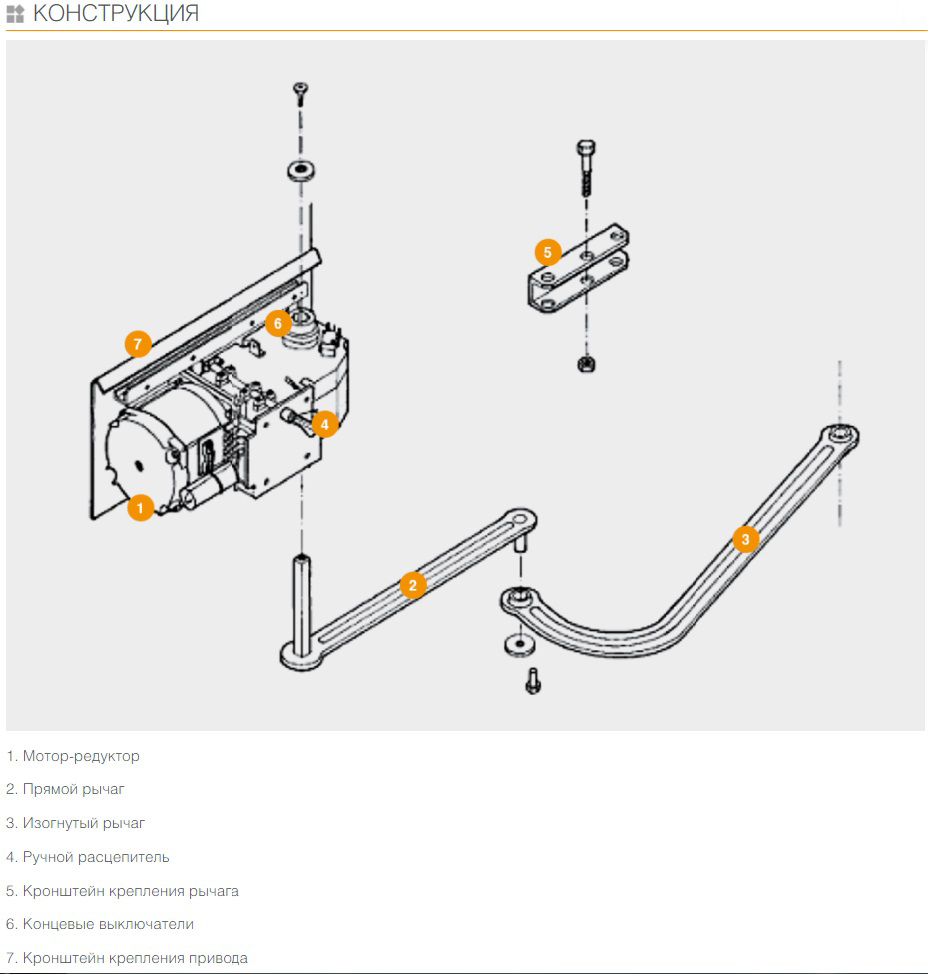 КОНСТРУКЦИЯ
5
6
7
4
1
3
2
1. Мотор-редуктор
2. Прямой рычаг
3. Изогнутый рычаг
4. Ручной расцепитель
5. Кронштейн крепления рычага
6. Концевые выключатели
7. Кронштейн крепления привода